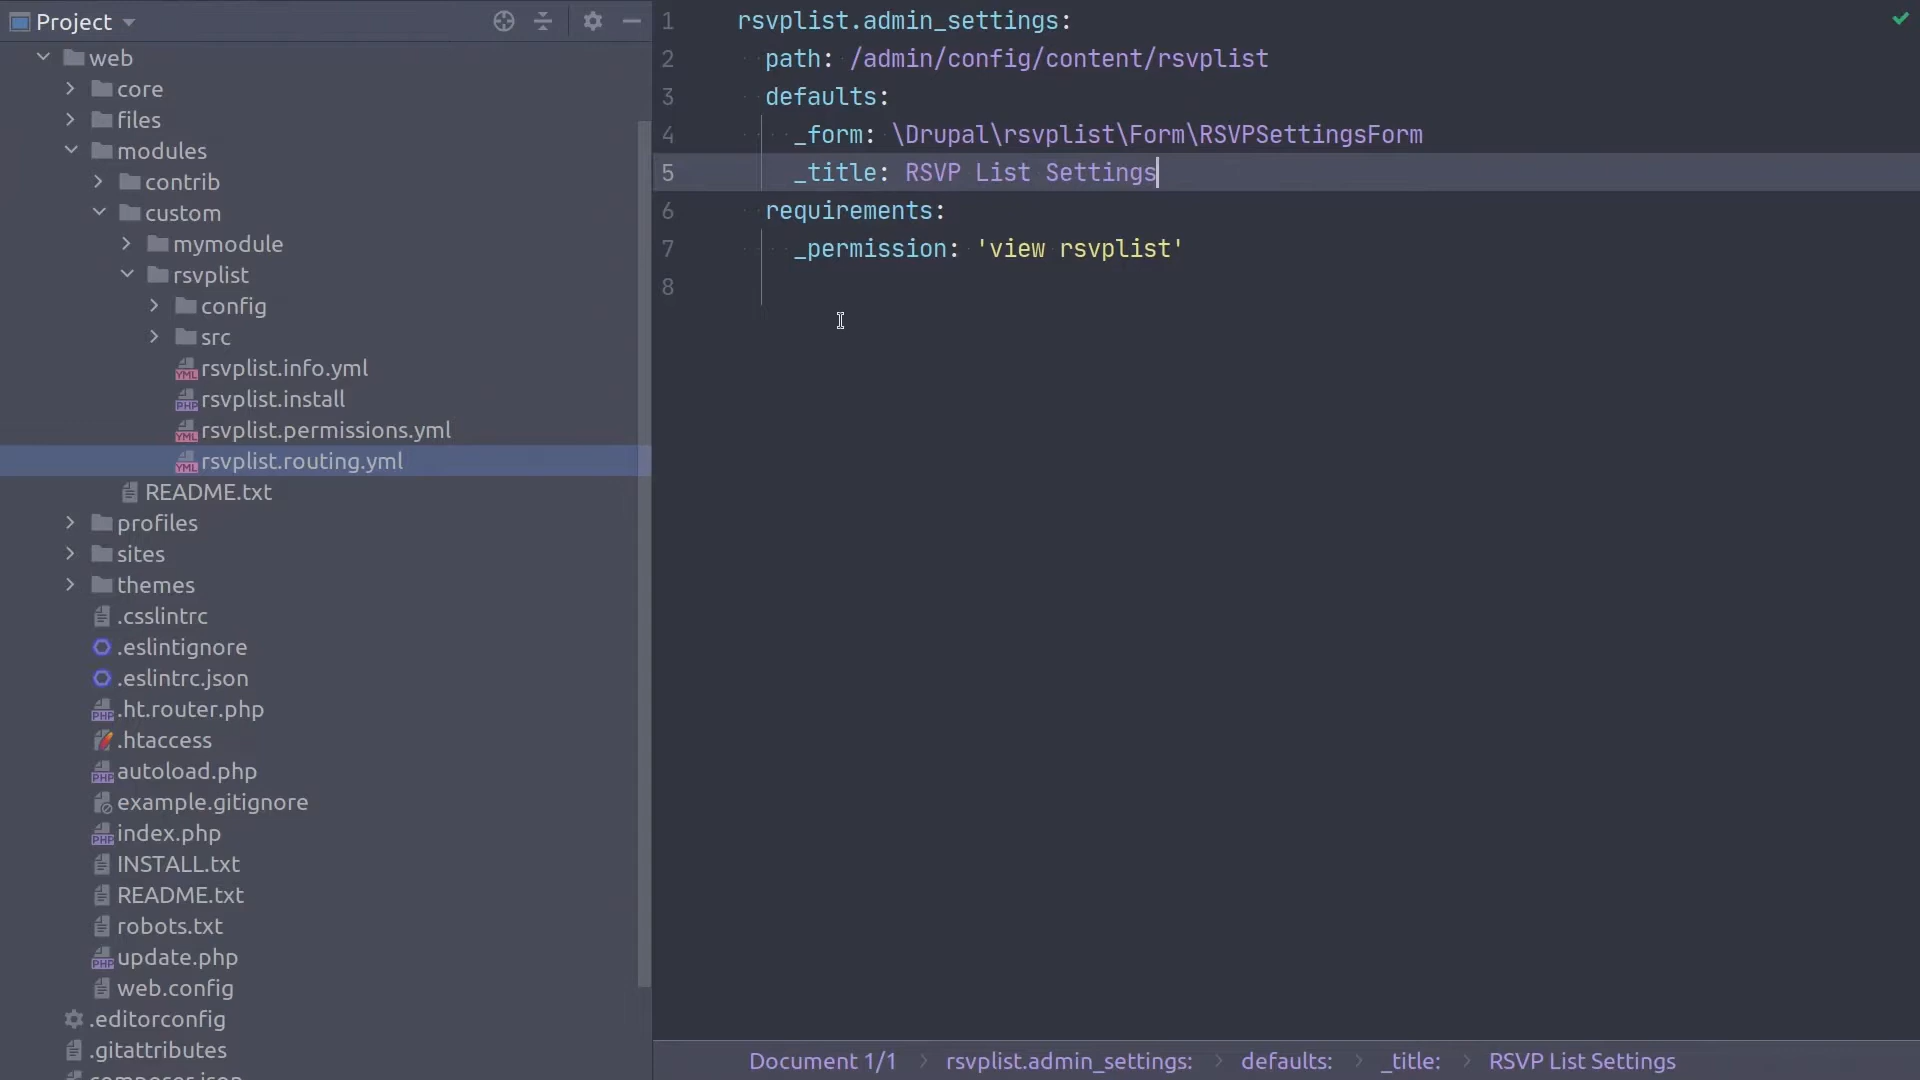 Project
web
core
files
modules
contrib
custom
mymodule
rsvplist
config
src
rsvplist.info.yml
rsvplist.install
rsvplist.permissions.yml
rsvplist.routing.yml
README.txt
profiles
sites
themes
.csslintrc
.eslintignore
.eslintrc.json
.ht.router.php
.htaccess
autoload.php
example.gitignore
index.php
INSTALL.txt
README.txt
robots.txt
update.php
web.config
.editorconfig
.gitattributes
composer.json
1 rsvplist.admin_settings:
2 path: /admin/config/content/rsvplist
3 defaults:
4 _form: \Drupal\rsvplist\Form\RSVPSettingsForm
5 _title: RSVP List Settings
6 requirements:
7 _permission: 'view rsvplist'
8
Document 1/1 > rsvplist.admin_settings: > defaults: > _title: > RSVP List Settings